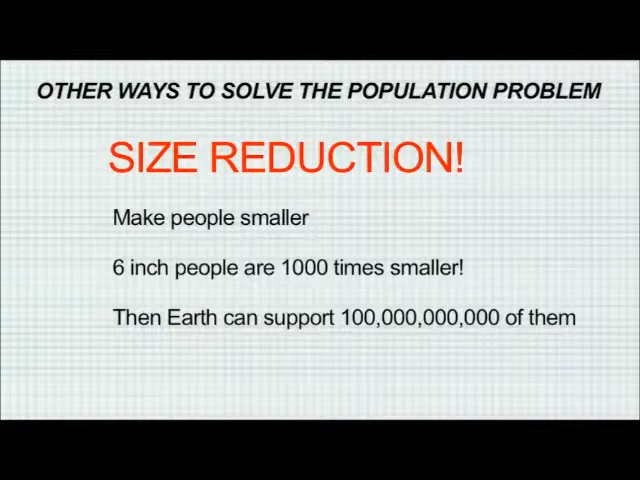 OTHER WAYS TO SOLVE THE POPULATION PROBLEM
SIZE REDUCTION!
Make people smaller
6 inch people are 1000 times smaller!
Then Earth can support 100,000,000,000 of them